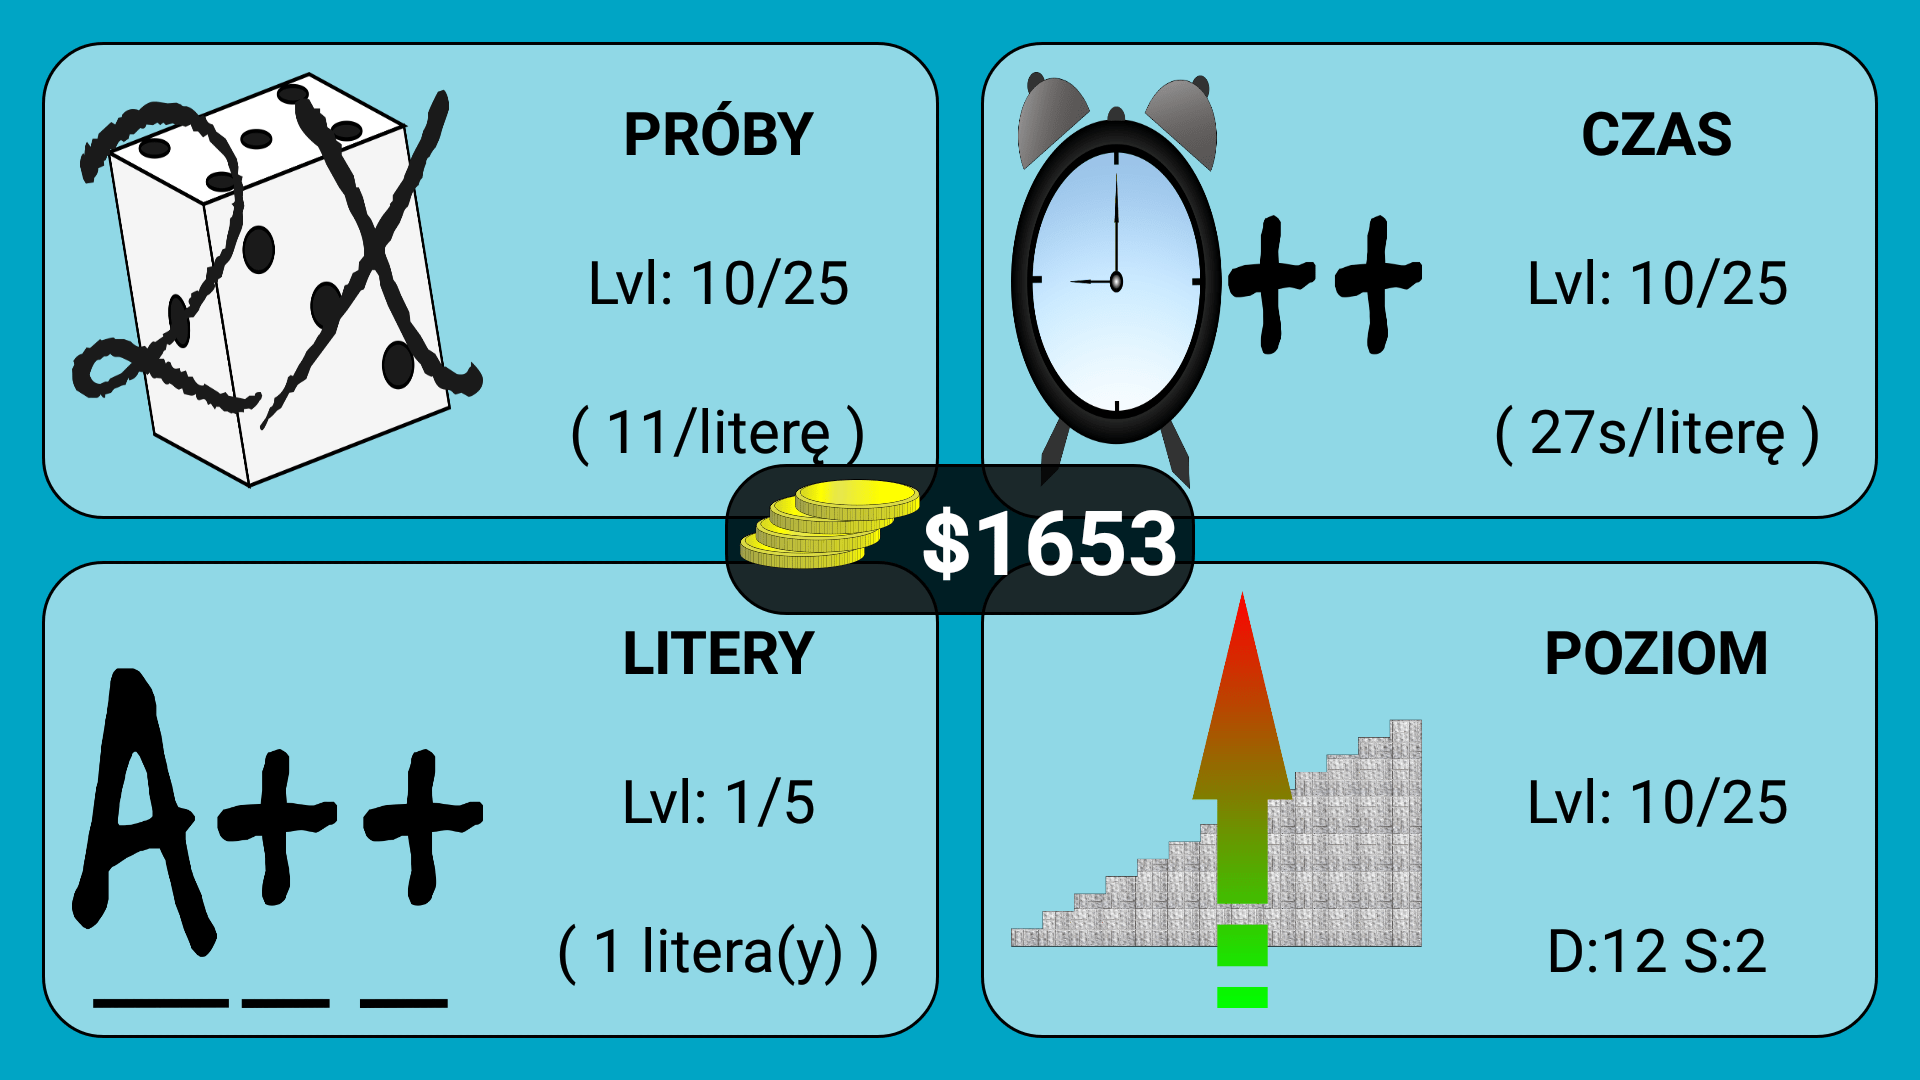 PRÓBY
Lvl: 10/25
( 11/literę )
CZAS
++
Lvl: 10/25
( 27s/literę )
$1653
A++
LITERY
Lvl: 1/5
( 1 litera(y) )
POZIOM
Lvl: 10/25
D:12 S:2